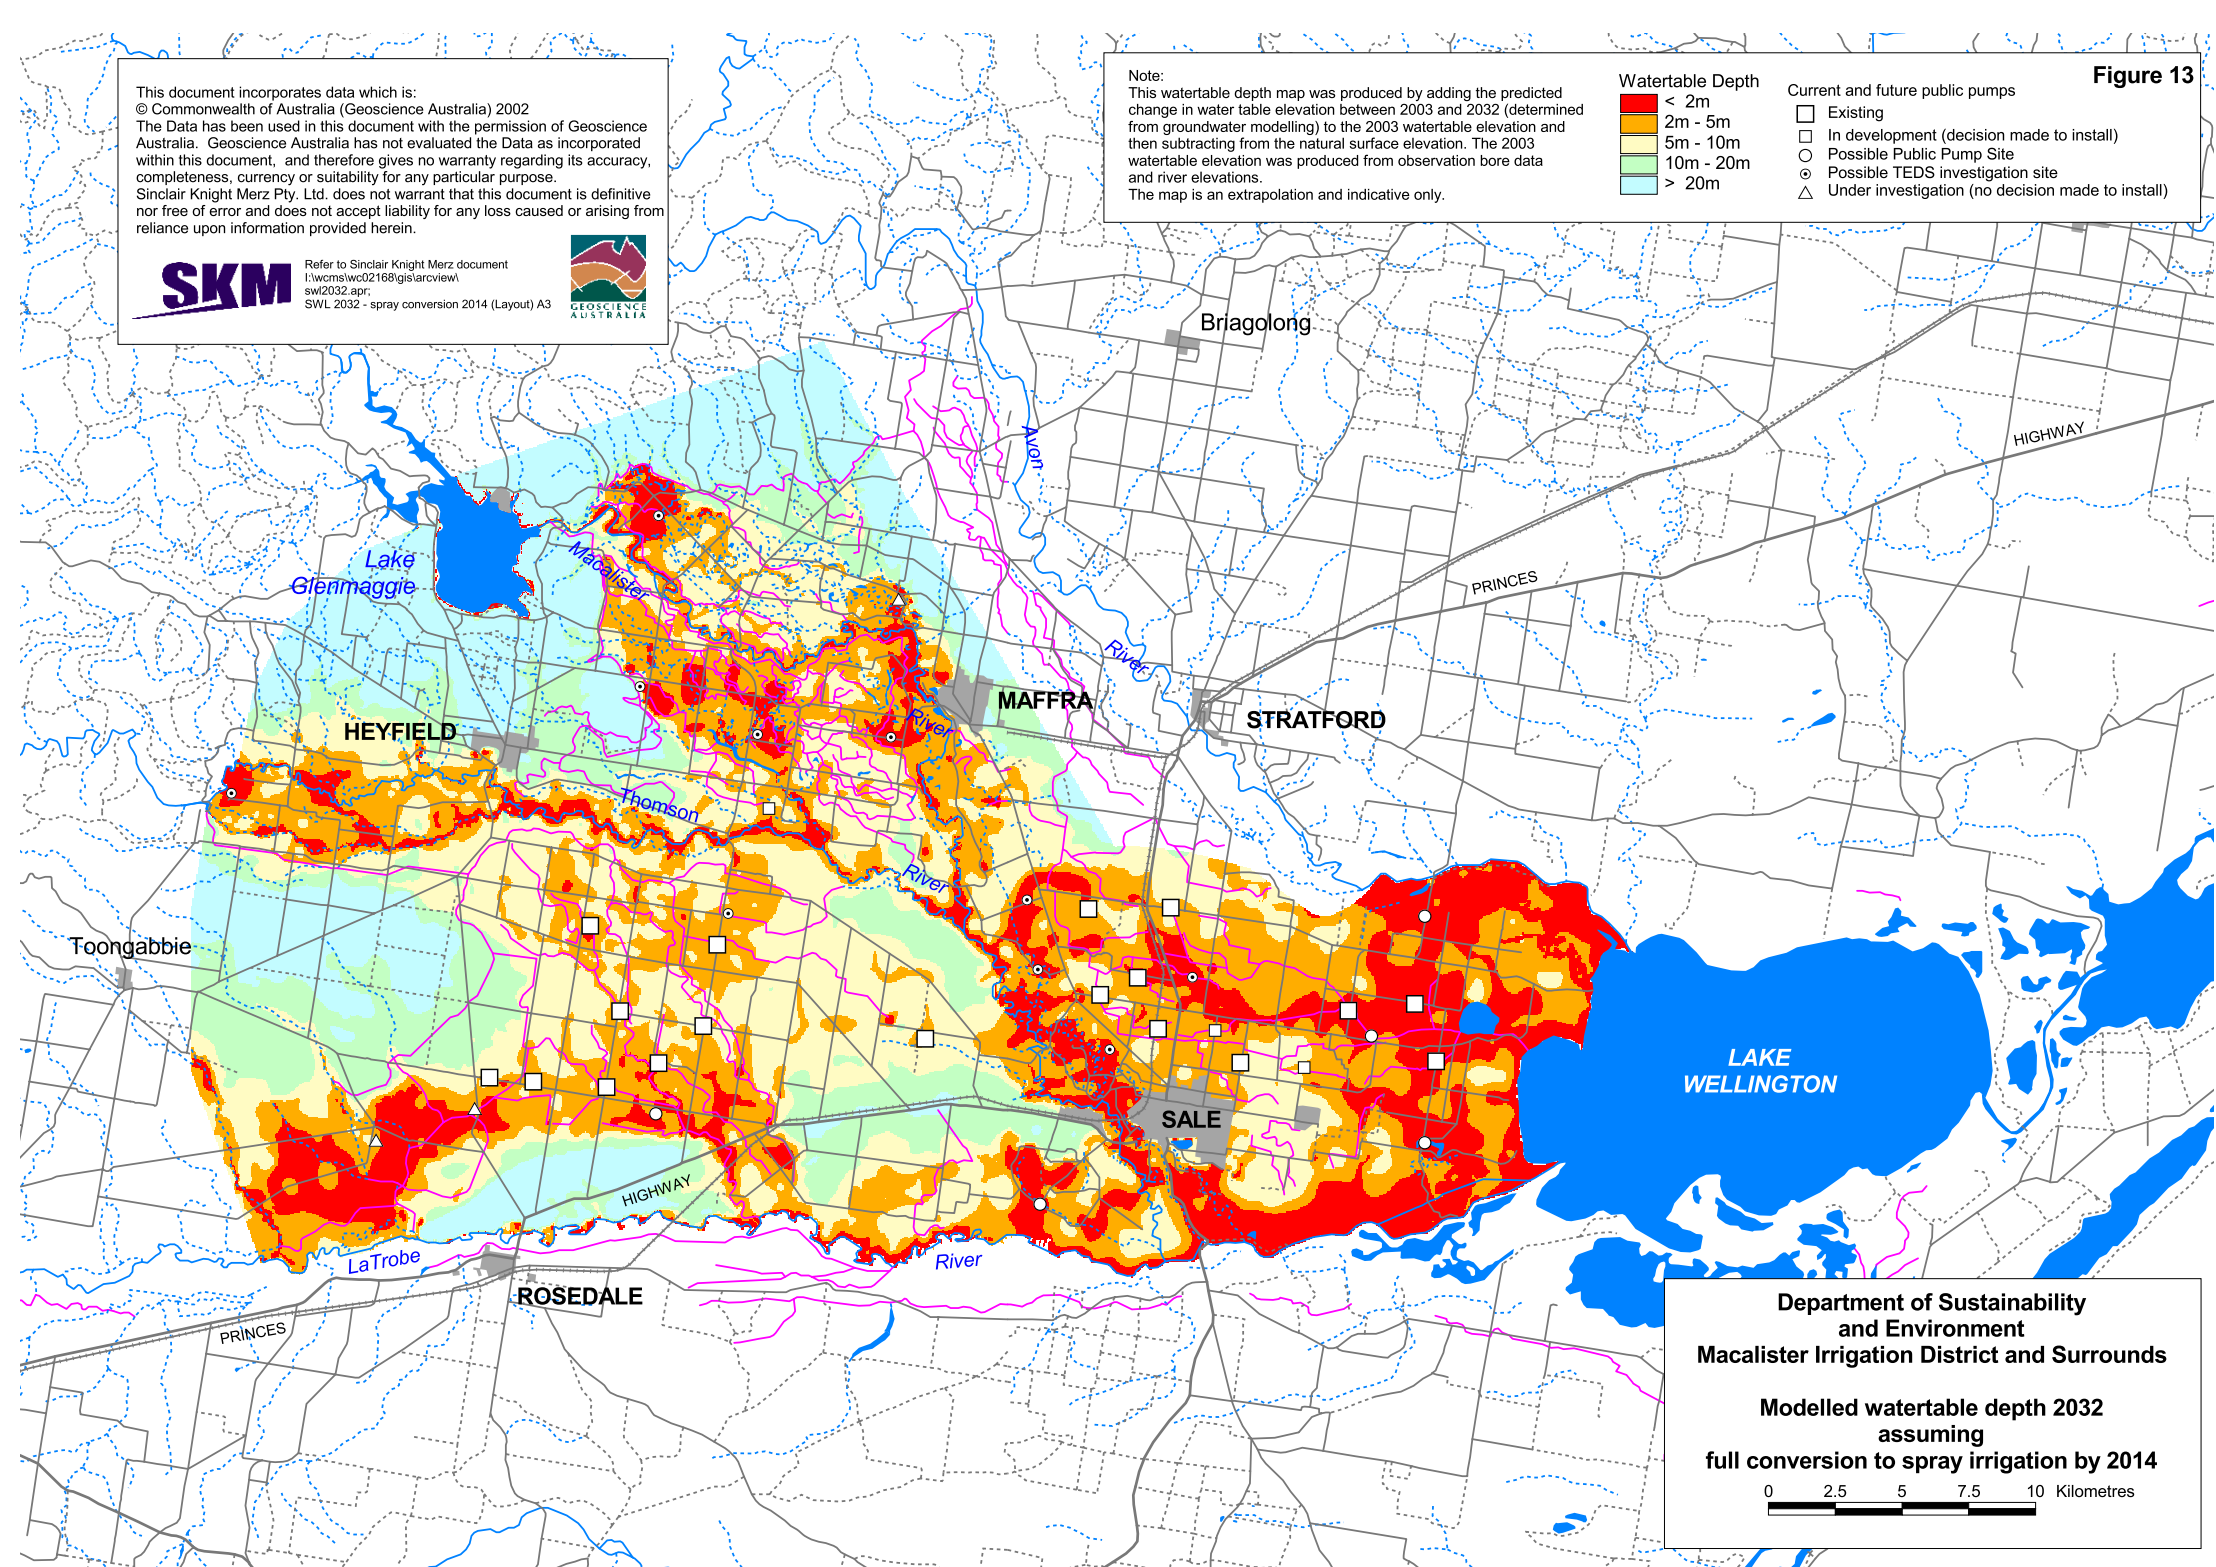 Figure 13
This document incorporates data which is:
© Commonwealth of Australia (Geoscience Australia) 2002
The Data has been used in this document with the permission of Geoscience
Australia.  Geoscience Australia has not evaluated the Data as incorporated
within this document,  and therefore gives no warranty regarding its accuracy,
completeness, currency or suitability for any particular purpose.
Sinclair Knight Merz Pty. Ltd. does not warrant that this document is definitive
nor free of error and does not accept liability for any loss caused or arising from
reliance upon information provided herein.
SKM
Refer to Sinclair Knight Merz document
I:\wcms\wc02168\gis\arcview\
swl2032.apr;
SWL 2032 - spray conversion 2014 (Layout) A3
GEOSCIENCE
AUSTRALIA
Note:
This watertable depth map was produced by adding the predicted
change in water table elevation between 2003 and 2032 (determined
from groundwater modelling) to the 2003 watertable elevation and
then subtracting from the natural surface elevation. The 2003
watertable elevation was produced from observation bore data
and river elevations.
The map is an extrapolation and indicative only.
Watertable Depth
< 2m
2m - 5m
5m - 10m
10m - 20m
> 20m
Current and future public pumps
Existing
In development (decision made to install)
Possible Public Pump Site
Possible TEDS investigation site
Under investigation (no decision made to install)
Briagolong
Avon
HIGHWAY
Lake
Glenmaggie
Macalister
PRINCES
River
MAFFRA
STRATFORD
River
HEYFIELD
Thomson
River
Toongabbie
LAKE
WELLINGTON
SALE
HIGHWAY
LaTrobe
River
ROSEDALE
PRINCES
Department of Sustainability
and Environment
Macalister Irrigation District and Surrounds
Modelled watertable depth 2032
assuming
full conversion to spray irrigation by 2014
0 2.5 5 7.5 10 Kilometres